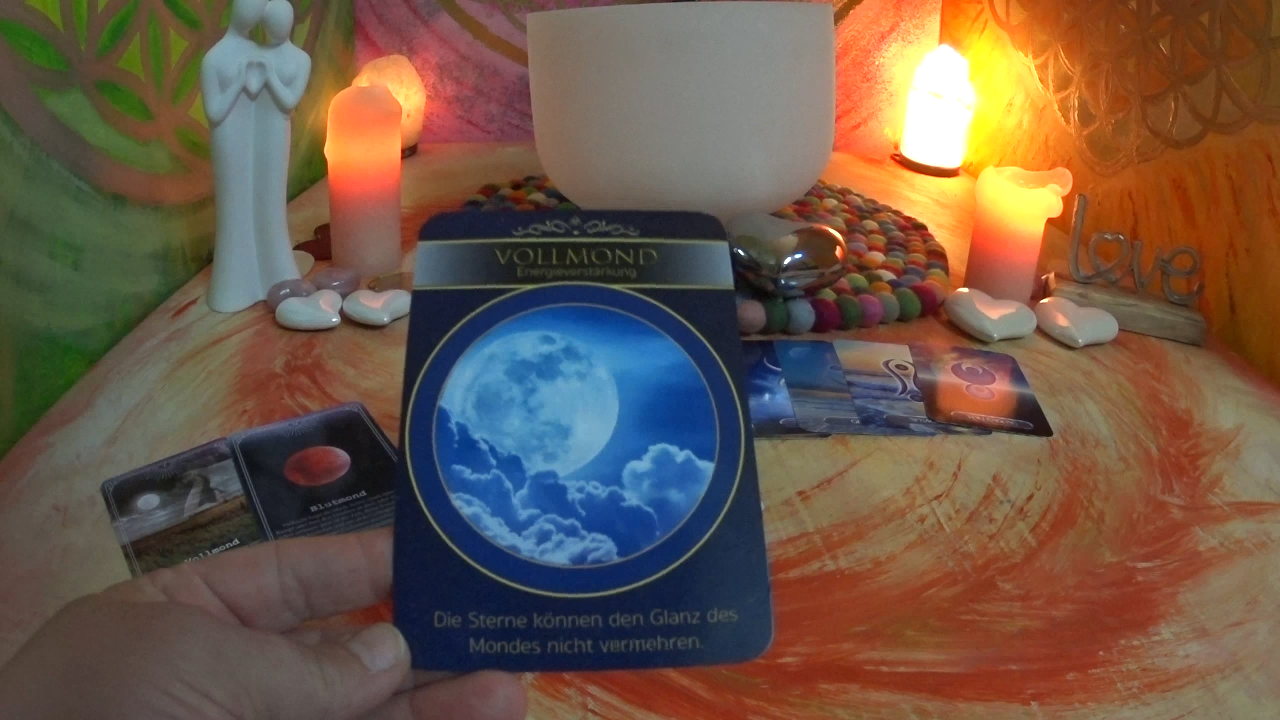 VOLLMOND
Energieverstärkung
Die Sterne können den Glanz des
Mondes nicht vermehren.
love
Vollmond
Blutmond